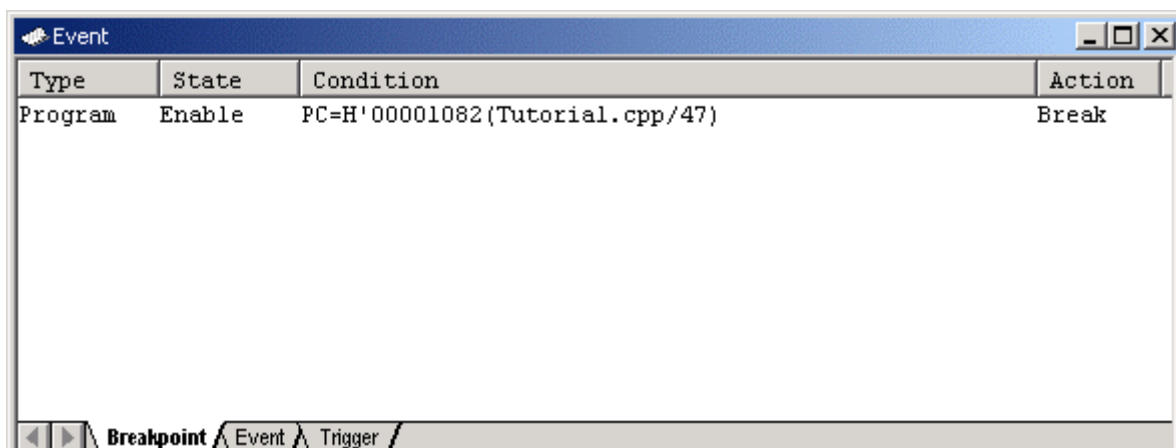 Event
Type State Condition Action
Program Enable PC=H'00001082(Tutorial.cpp/47) Break
Breakpoint Event Trigger